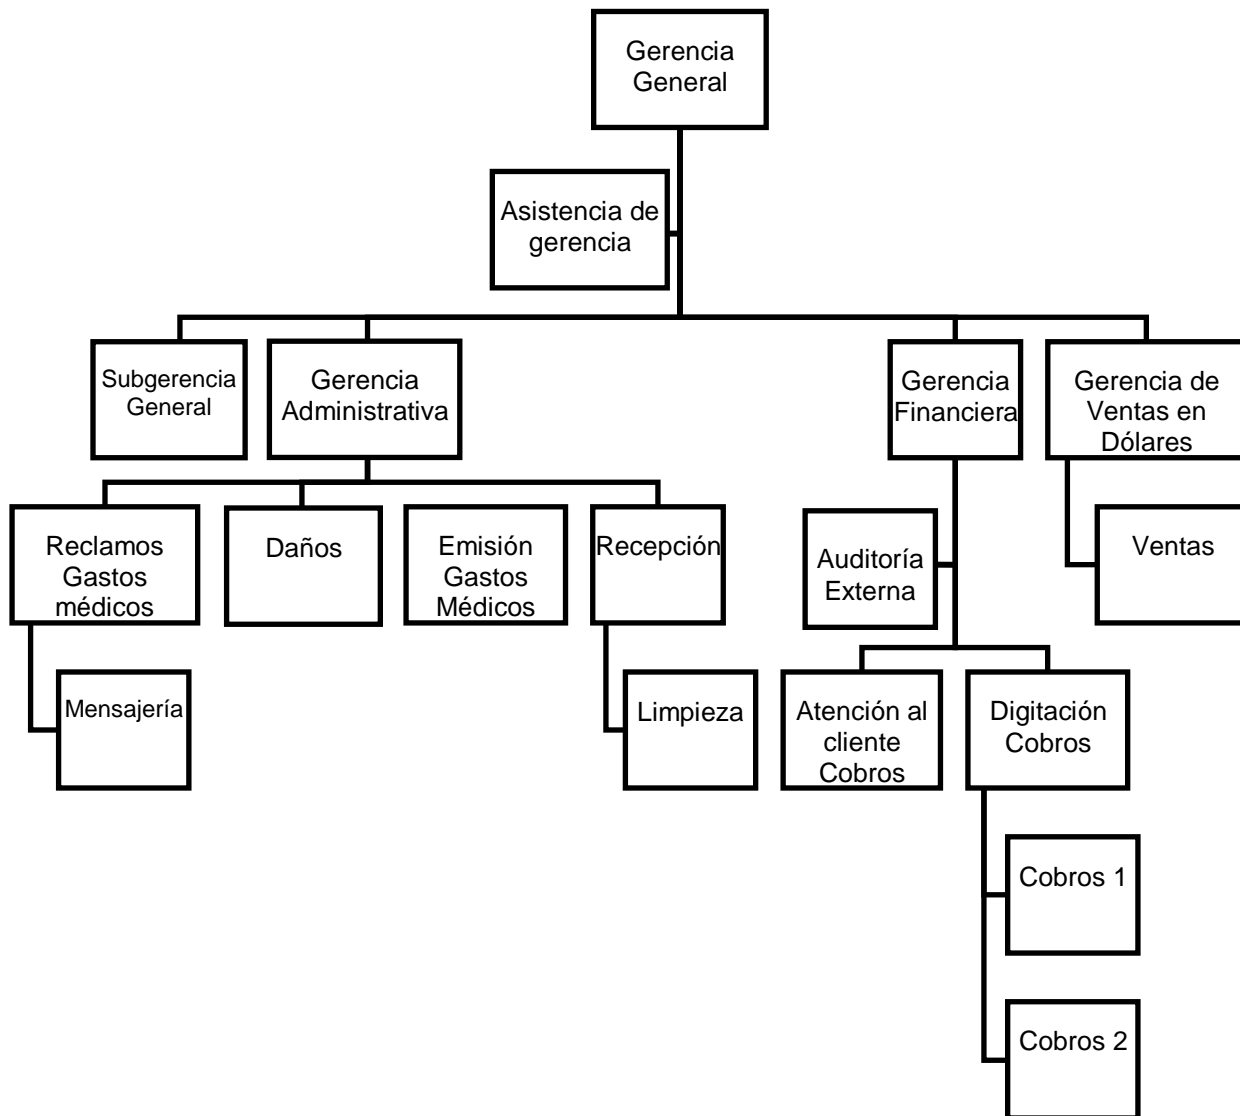 Gerencia
General
Asistencia de
gerencia
Subgerencia
General
Gerencia
Administrativa
Gerencia
Financiera
Gerencia de
Ventas en
Dólares
Reclamos
Gastos
médicos
Daños
Emisión
Gastos
Médicos
Recepción
Auditoría
Externa
Ventas
Mensajería
Limpieza
Atención al
cliente
Cobros
Digitación
Cobros
Cobros 1
Cobros 2